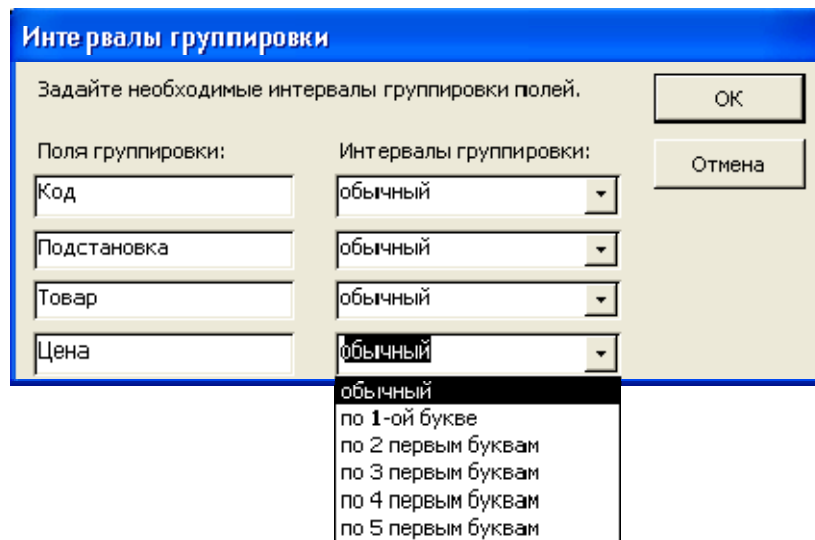 Интервалы группировки
Задайте необходимые интервалы группировки полей.
OK
Поля группировки:
Интервалы группировки:
Отмена
Код
обычный
Подстановка
обычный
Товар
обычный
Цена
обычный
обычный
по 1-ой букве
по 2 первым буквам
по 3 первым буквам
по 4 первым буквам
по 5 первым буквам